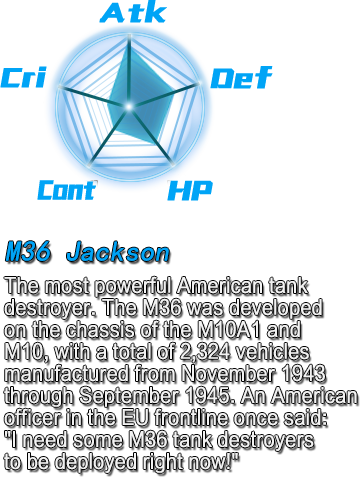 Atk
Cri
Def
Cont
HP
M36 Jackson
The most powerful American tank
destroyer. The M36 was developed
on the chassis of the M10A1 and
M10, with a total of 2,324 vehicles
manufactured from November 1943
through September 1945. An American
officer in the EU frontline once said:
"I need some M36 tank destroyers
to be deployed right now!"